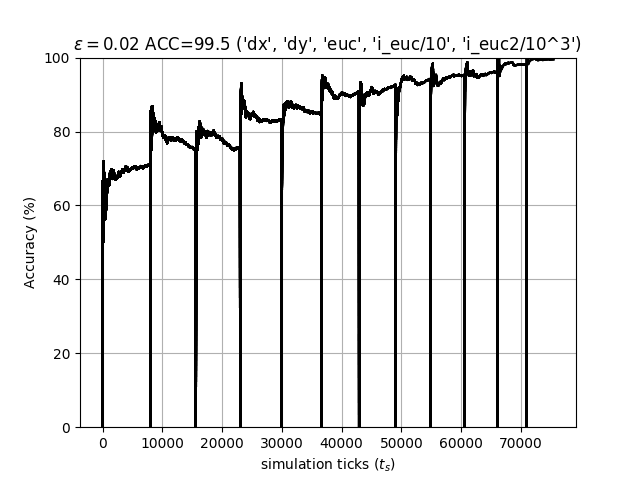 ε = 0.02 ACC=99.5 ('dx', 'dy', 'euc', 'i_euc/10', 'i_euc2/10^3')
100
80
60
40
20
0
Accuracy (%)
0 10000 20000 30000 40000 50000 60000 70000
simulation ticks (tₛ)